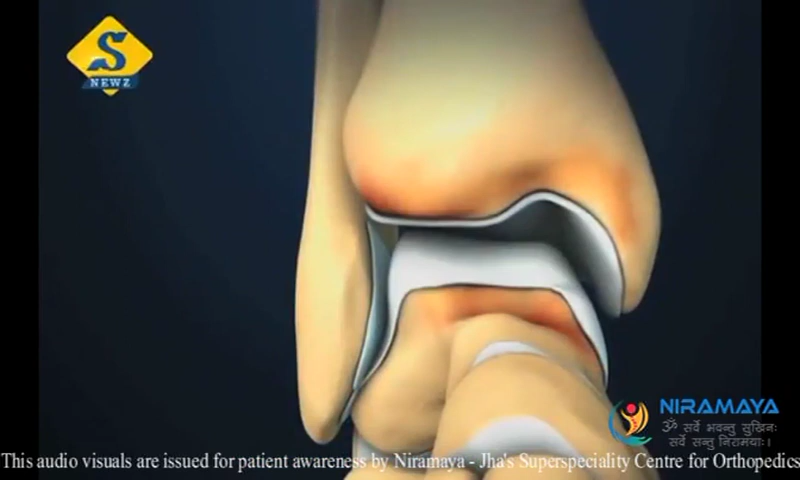 S
NEWZ
NIRAMAYA
ॐ सर्वे भवन्तु सुखिनः
सर्वे सन्तु निरामयाः।
This audio visuals are issued for patient awareness by Niramaya - Jha's Superspeciality Centre for Orthopedics